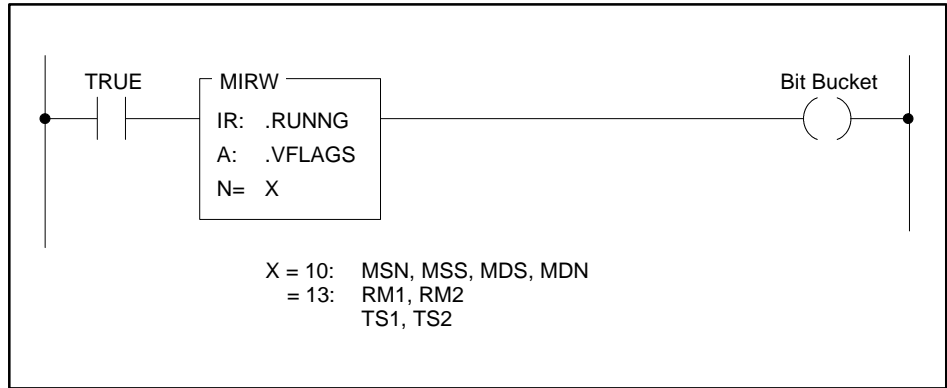 TRUE
MIRW
Bit Bucket
IR: .RUNNG
A: .VFLAGS
N= X
X = 10: MSN, MSS, MDS, MDN
= 13: RM1, RM2
TS1, TS2